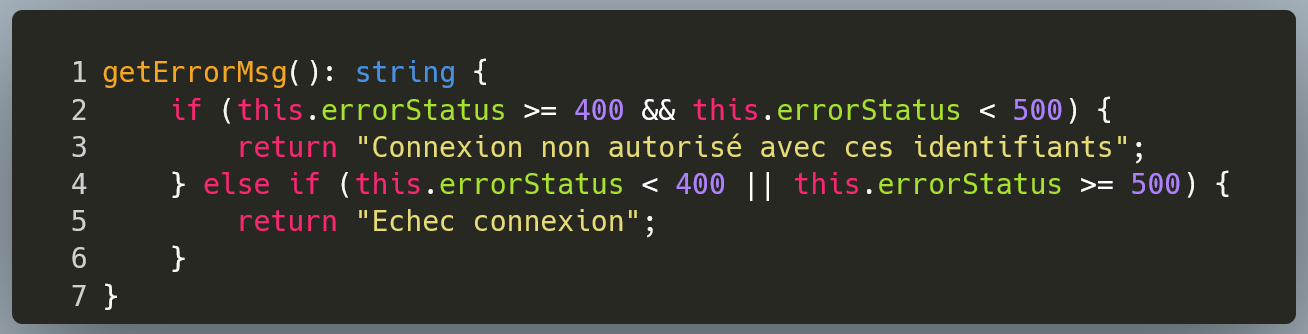 1 getErrorMsg(): string {
2     if (this.errorStatus >= 400 && this.errorStatus < 500) {
3         return "Connexion non autorisé avec ces identifiants";
4     } else if (this.errorStatus < 400 || this.errorStatus >= 500) {
5         return "Echec connexion";
6     }
7 }